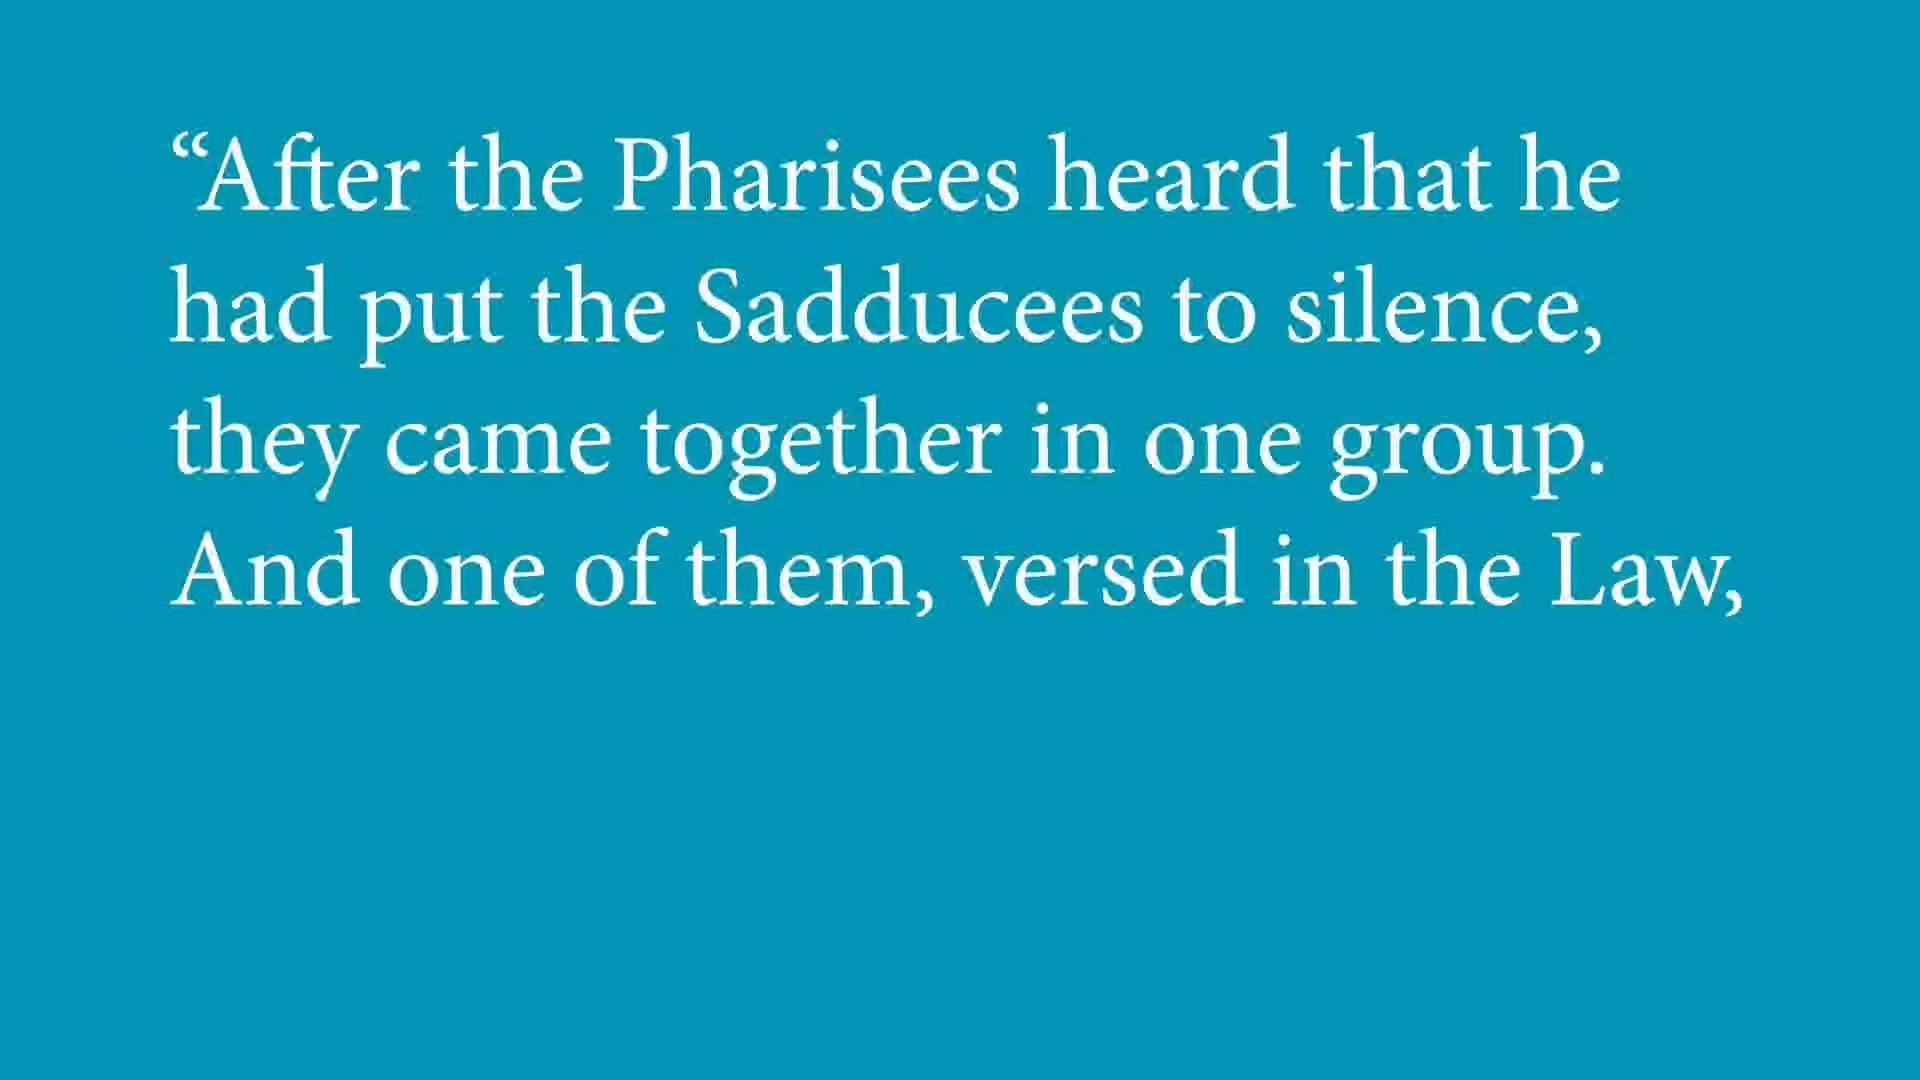 “After the Pharisees heard that he
had put the Sadducees to silence,
they came together in one group.
And one of them, versed in the Law,